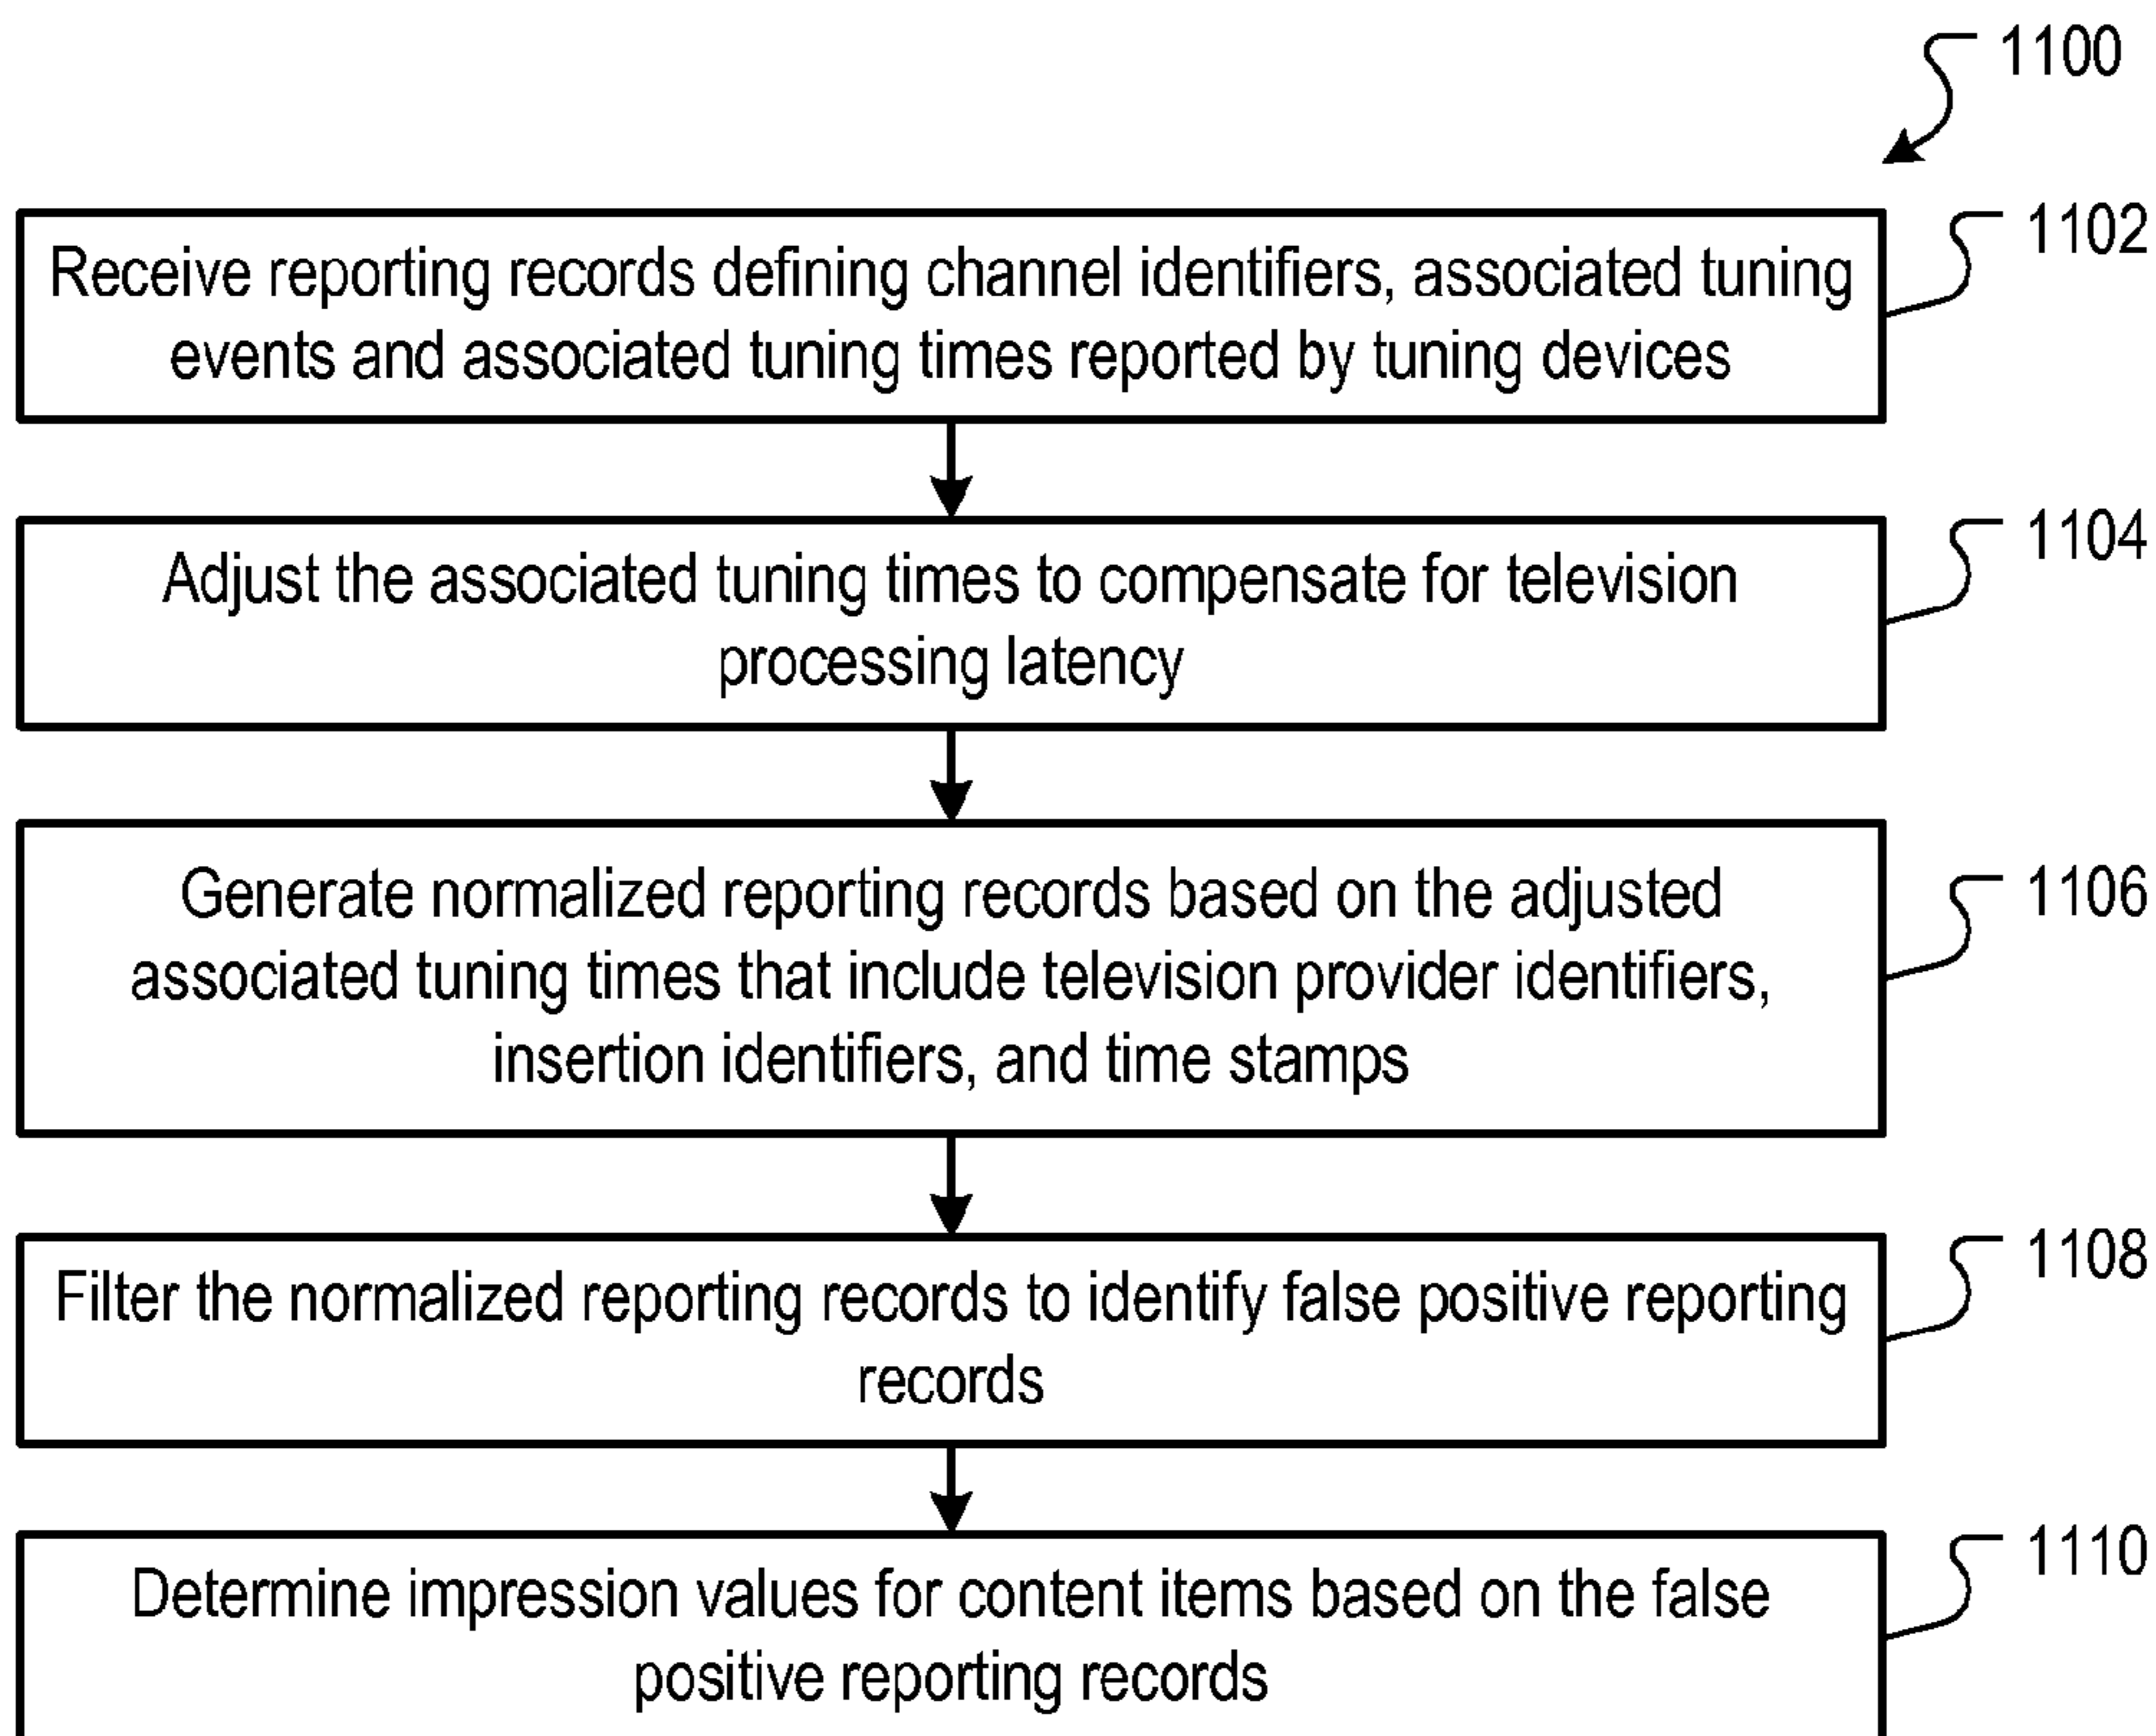 1100
1102
Receive reporting records defining channel identifiers, associated tuning
events and associated tuning times reported by tuning devices
1104
Adjust the associated tuning times to compensate for television
processing latency
1106
Generate normalized reporting records based on the adjusted
associated tuning times that include television provider identifiers,
insertion identifiers, and time stamps
1108
Filter the normalized reporting records to identify false positive reporting
records
1110
Determine impression values for content items based on the false
positive reporting records